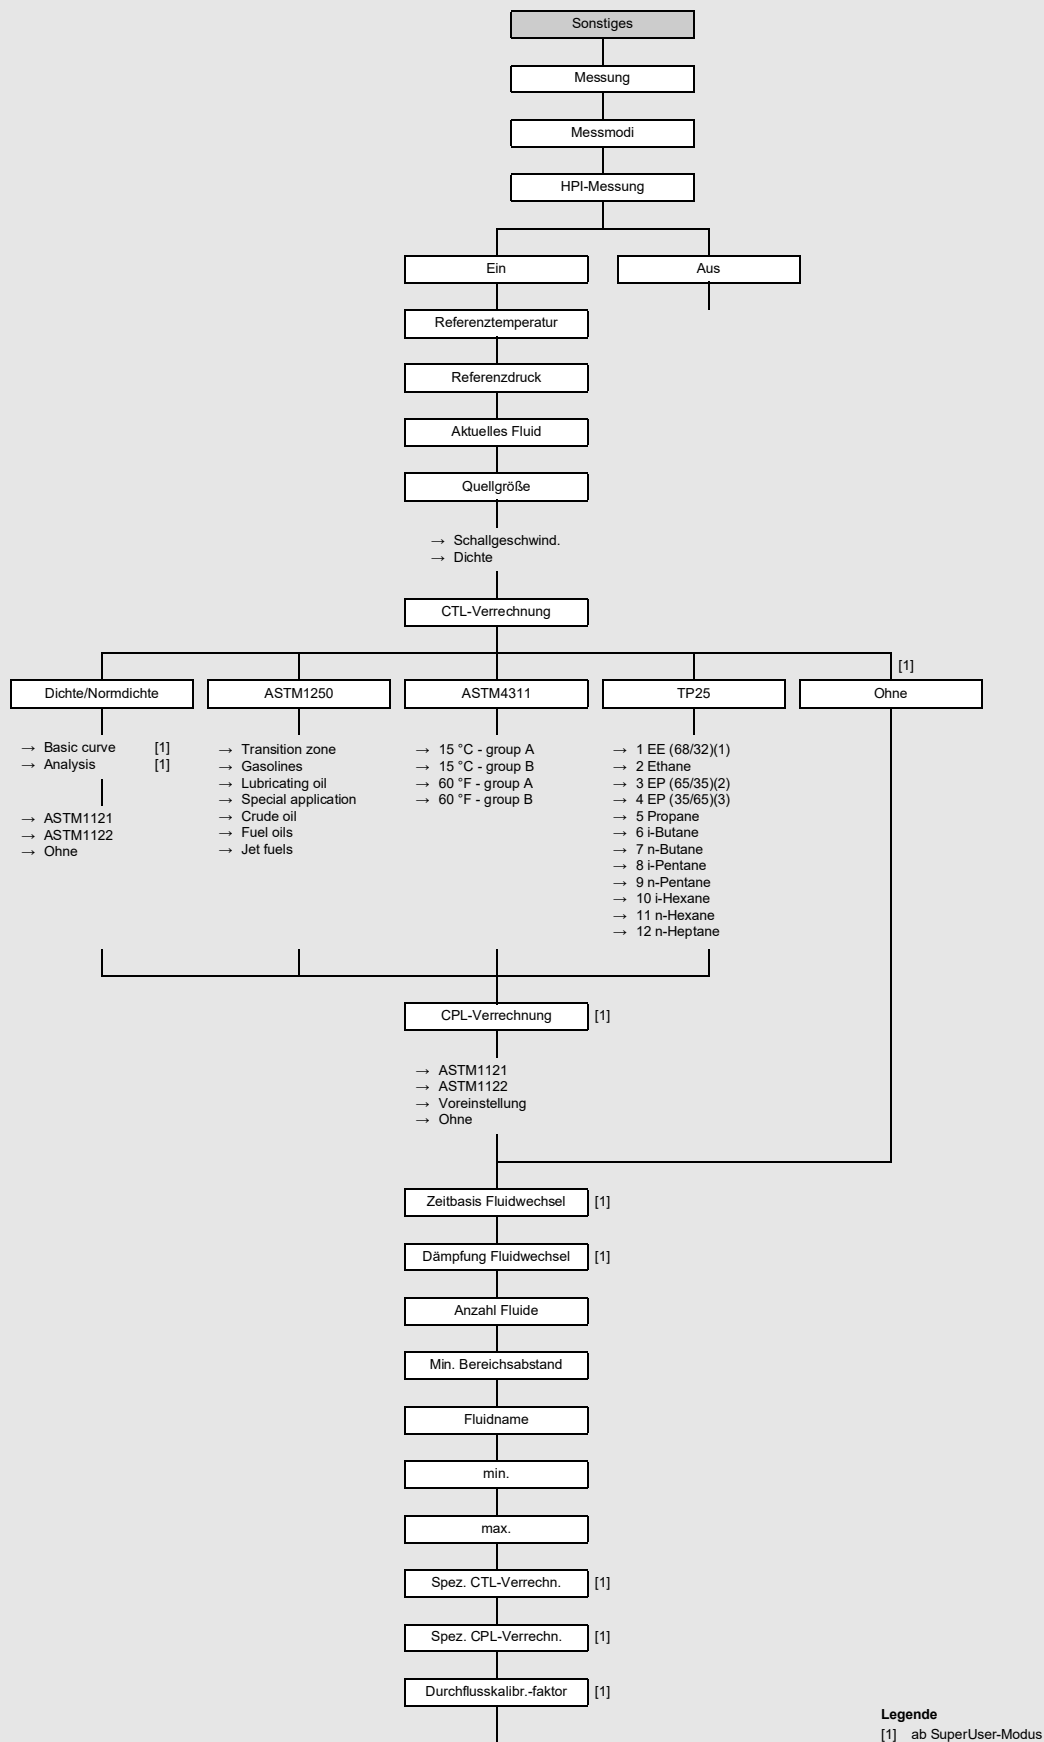 Sonstiges
Messung
Messmodi
HPI-Messung
Ein
Aus
Referenztemperatur
Referenzdruck
Aktuelles Fluid
Quellgröße
→ Schallgeschwind.
→ Dichte
CTL-Verrechnung
[1]
Dichte/Normdichte
ASTM1250
ASTM4311
TP25
Ohne
→ Basic curve [1]
→ Analysis [1]
→ ASTM1121
→ ASTM1122
→ Ohne
→ Transition zone
→ Gasolines
→ Lubricating oil
→ Special application
→ Crude oil
→ Fuel oils
→ Jet fuels
→ 15 °C - group A
→ 15 °C - group B
→ 60 °F - group A
→ 60 °F - group B
→ 1 EE (68/32)(1)
→ 2 Ethane
→ 3 EP (65/35)(2)
→ 4 EP (35/65)(3)
→ 5 Propane
→ 6 i-Butane
→ 7 n-Butane
→ 8 i-Pentane
→ 9 n-Pentane
→ 10 i-Hexane
→ 11 n-Hexane
→ 12 n-Heptane
CPL-Verrechnung [1]
→ ASTM1121
→ ASTM1122
→ Voreinstellung
→ Ohne
Zeitbasis Fluidwechsel [1]
Dämpfung Fluidwechsel [1]
Anzahl Fluide
Min. Bereichsabstand
Fluidname
min.
max.
Spez. CTL-Verrechn. [1]
Spez. CPL-Verrechn. [1]
Durchflusskalibr.-faktor [1]
Legende
[1] ab SuperUser-Modus